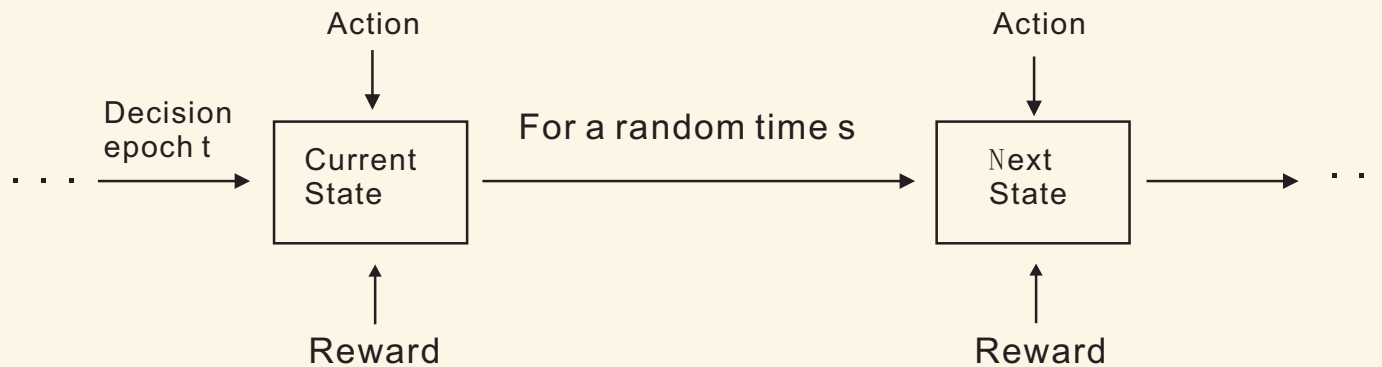 Action
Action
Decision
epoch t
For a random time s
Current
State
Next
State
. . .
. .
Reward
Reward